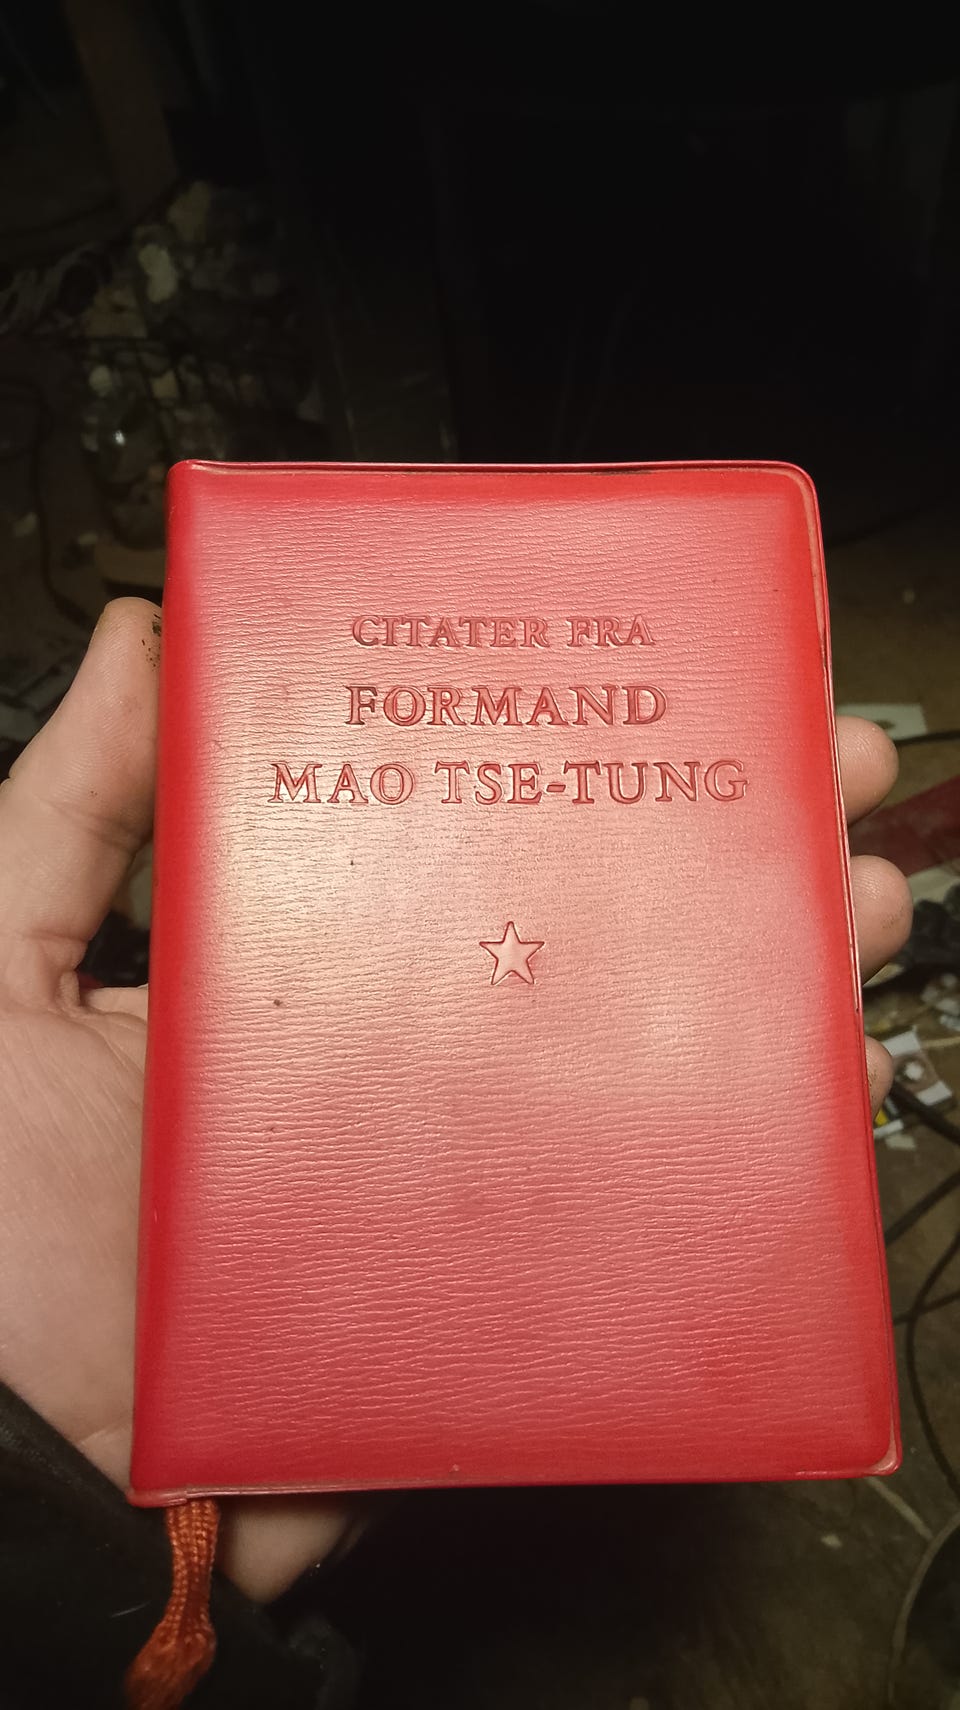 CITATER FRA
FORMAND
MAO TSE-TUNG